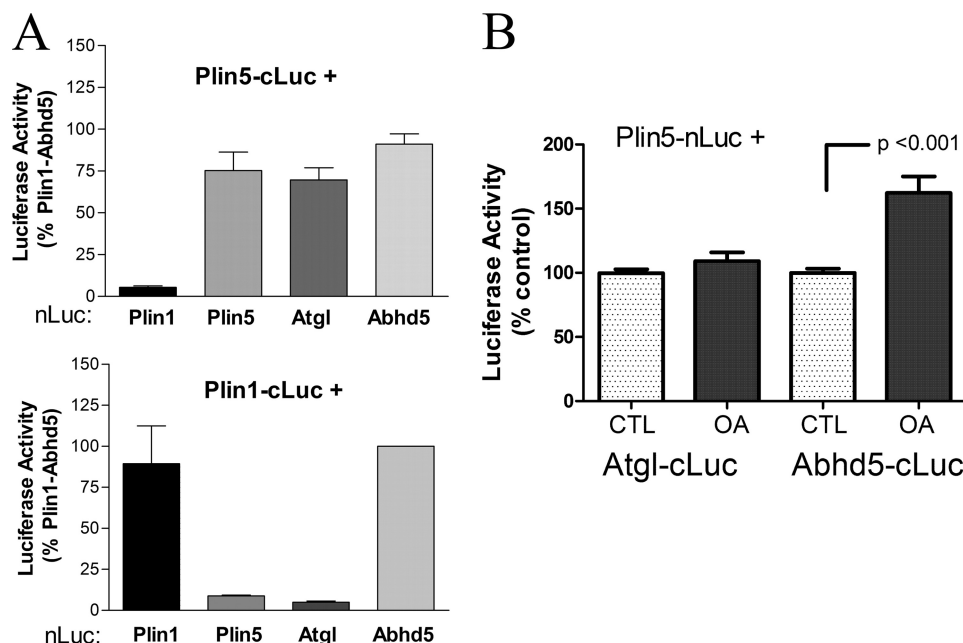 A
Plin5-cLuc +
Luciferase Activity
(% Plin1-Abhd5)
150
125
100
75
50
25
0
nLuc: Plin1 Plin5 Atgl Abhd5
Plin1-cLuc +
Luciferase Activity
(% Plin1-Abhd5)
150
125
100
75
50
25
0
nLuc: Plin1 Plin5 Atgl Abhd5
B
Plin5-nLuc +
p <0.001
Luciferase Activity
(% control)
200
150
100
50
0
CTL OA CTL OA
Atgl-cLuc Abhd5-cLuc